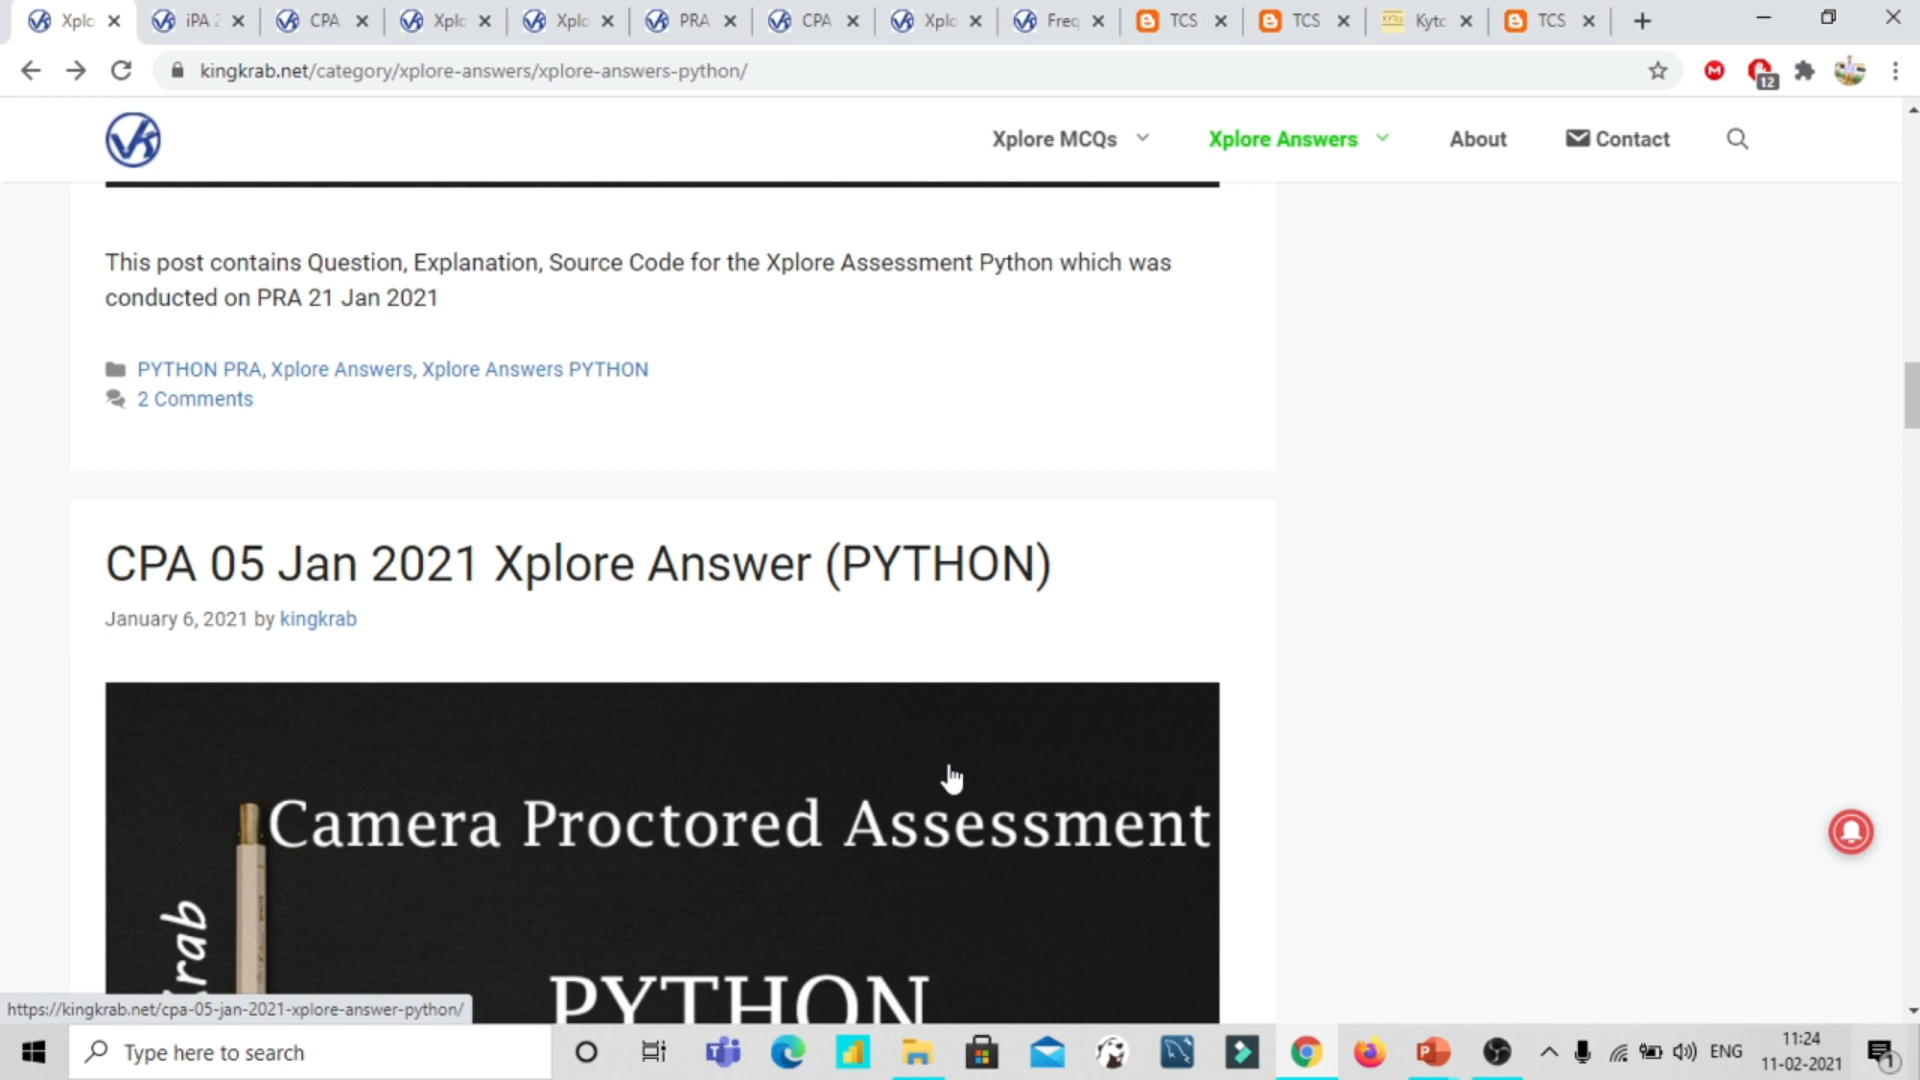 Xplo
iPA 2
CPA
Xplo
Xplo
PRA
CPA
Xplo
Freq
TCS
TCS
Kytc
TCS
kingkrab.net/category/xplore-answers/xplore-answers-python/
12
Xplore MCQs
Xplore Answers
About
Contact
This post contains Question, Explanation, Source Code for the Xplore Assessment Python which was
conducted on PRA 21 Jan 2021
PYTHON PRA, Xplore Answers, Xplore Answers PYTHON
2 Comments
CPA 05 Jan 2021 Xplore Answer (PYTHON)
January 6, 2021 by kingkrab
Camera Proctored Assessment
rab
PYTHON
https://kingkrab.net/cpa-05-jan-2021-xplore-answer-python/
Type here to search
ENG
11:24
11-02-2021
1